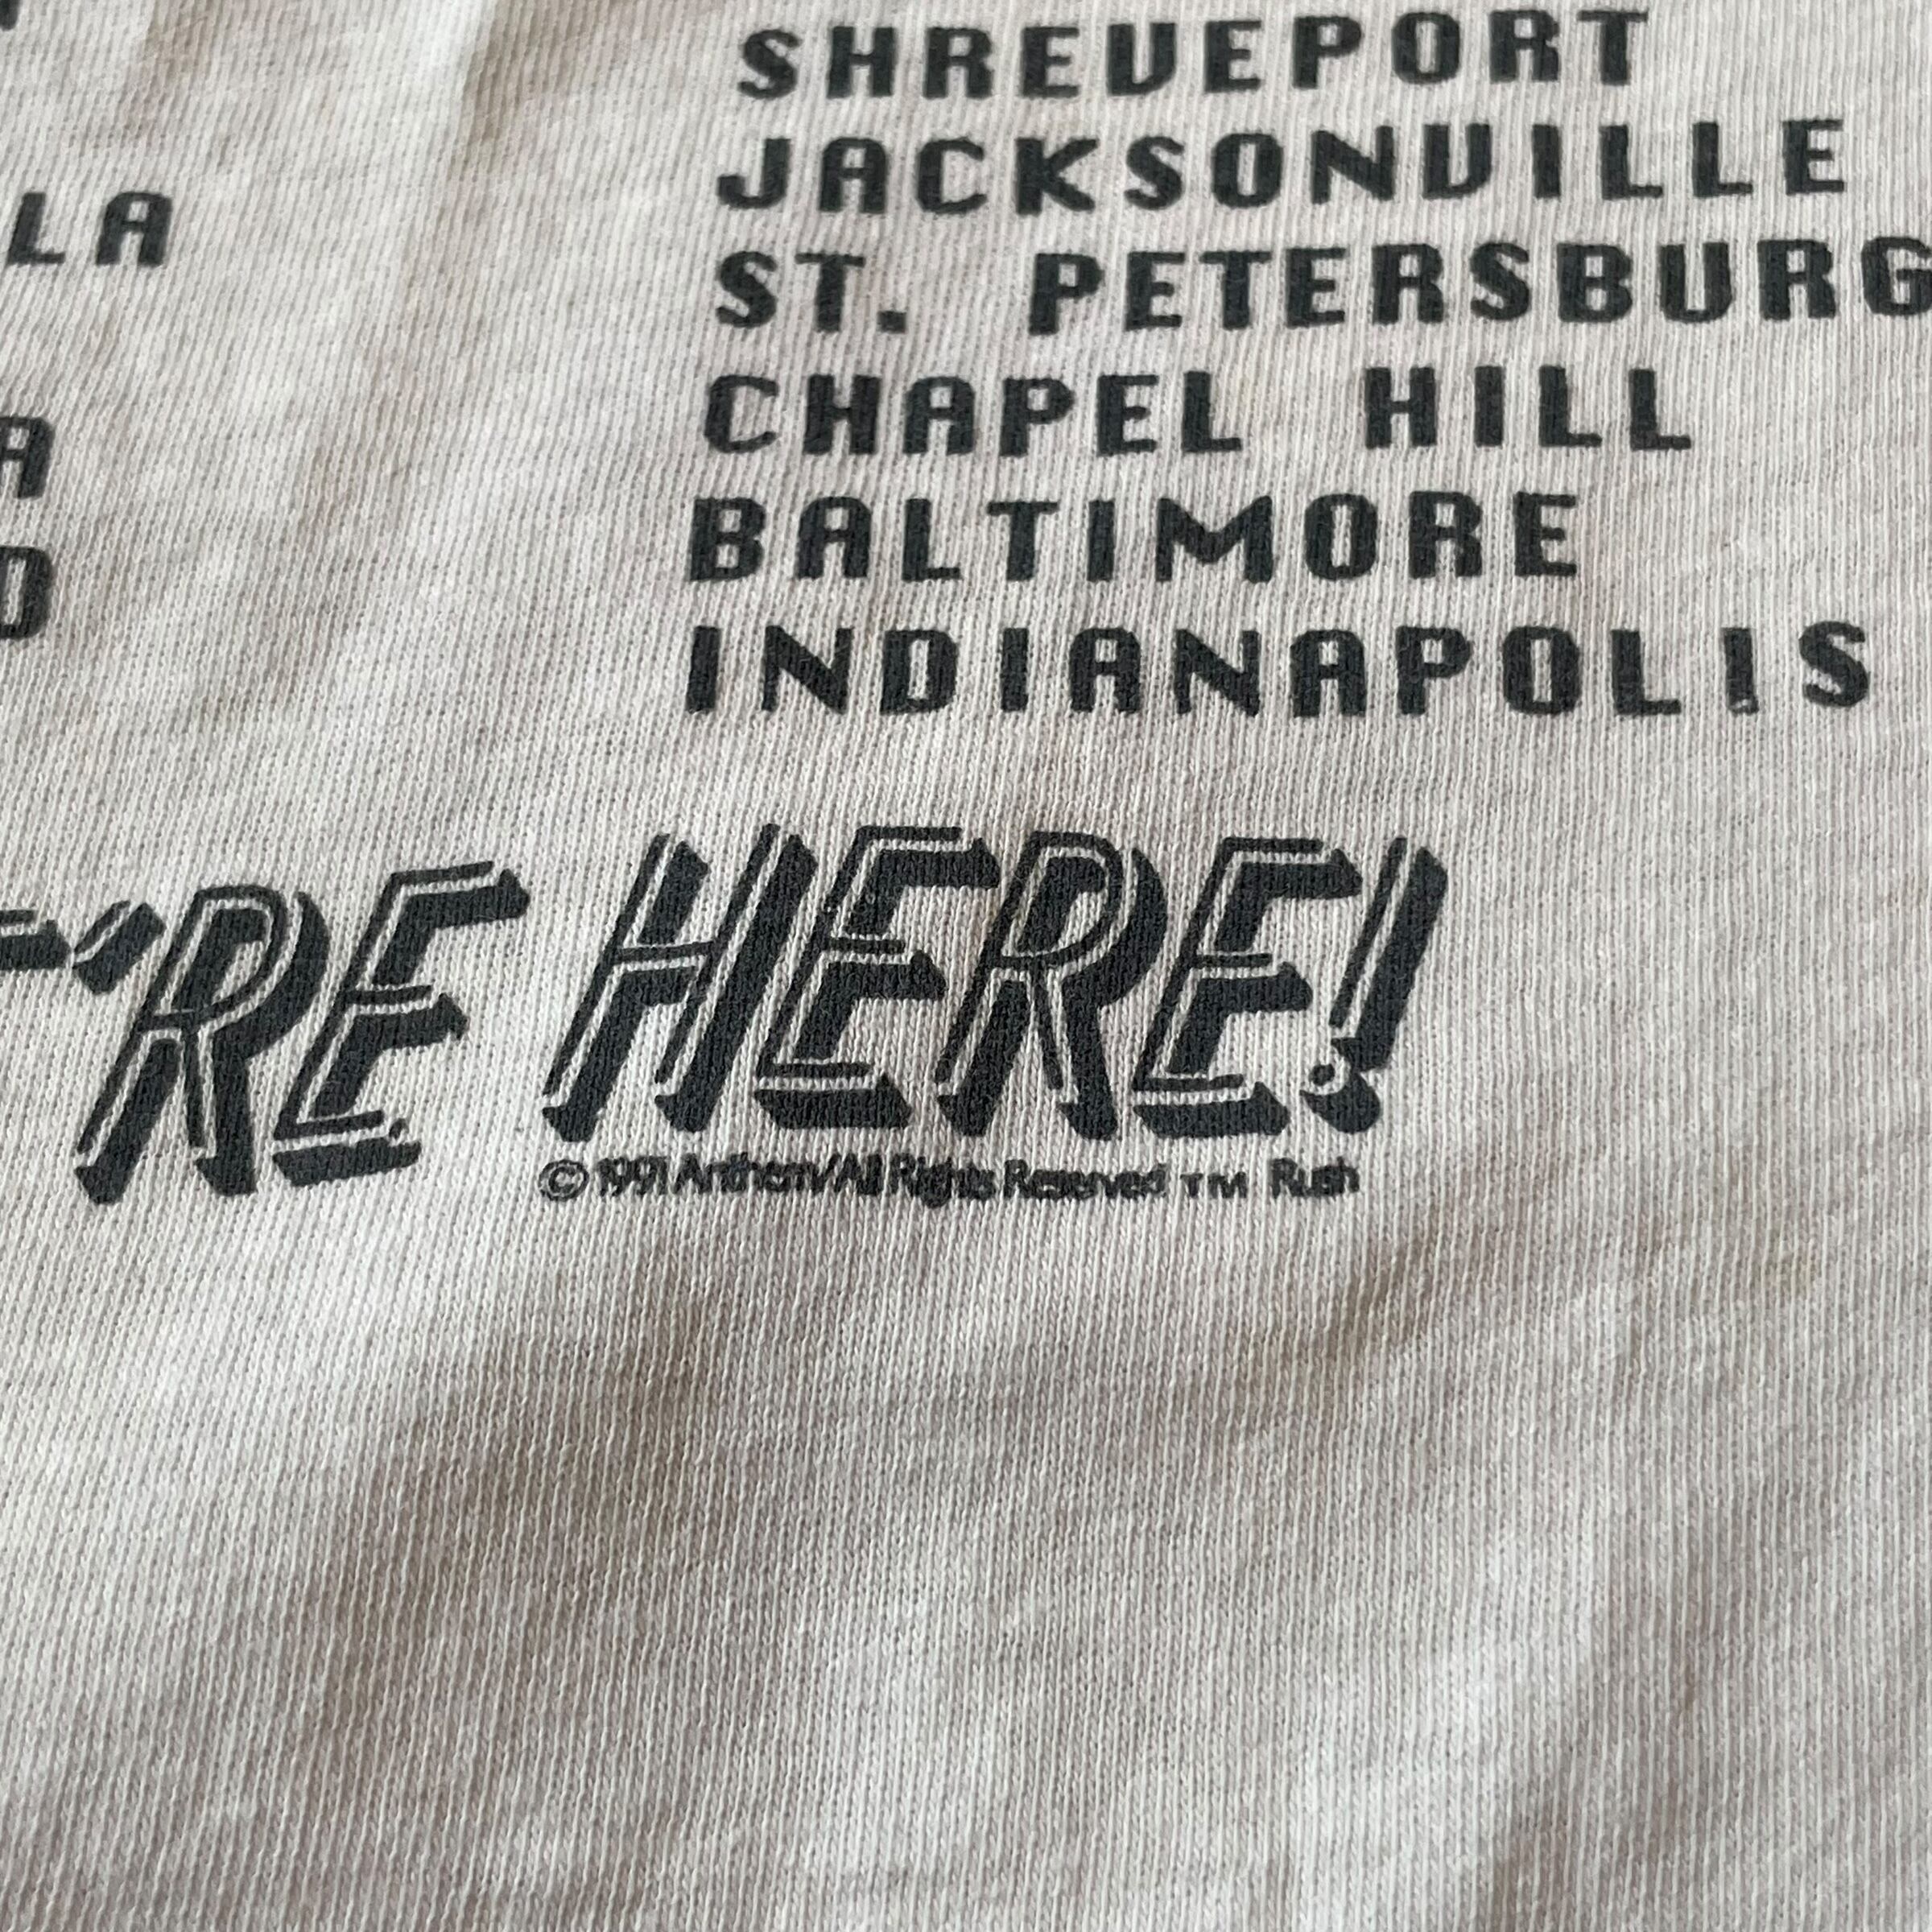 SHREVEPORT
JACKSONVILLE
LA
ST. PETERSBURG
CHAPEL HILL
A
BALTIMORE
D
INDIANAPOLIS
'RE HERE!
© 1991 Anthem/All Rights Reserved TM Rush